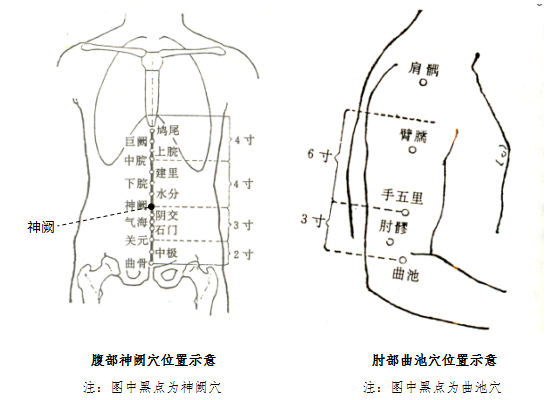 鸠尾
巨阙
上脘
中脘
建里
下脘
水分
神阙
阴交
气海
石门
关元
中极
曲骨
4寸
4寸
3寸
2寸
神阙
肩髃
臂臑
6寸
手五里
3寸
肘髎
曲池
腹部神阙穴位置示意
肘部曲池穴位置示意
注：图中黑点为神阙穴
注：图中黑点为曲池穴